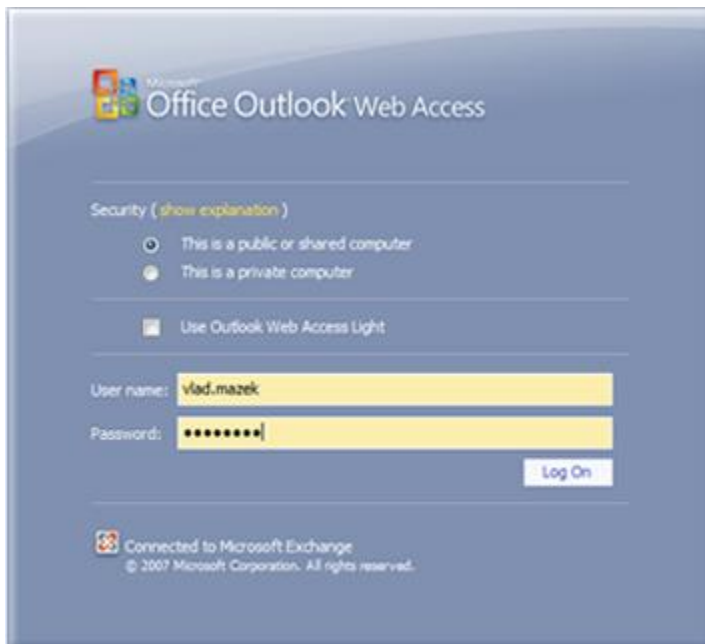 Microsoft
Office Outlook Web Access
Security ( show explanation )
This is a public or shared computer
This is a private computer
Use Outlook Web Access Light
User name: vlad.mazek
Password: ••••••••
Log On
Connected to Microsoft Exchange
© 2007 Microsoft Corporation. All rights reserved.